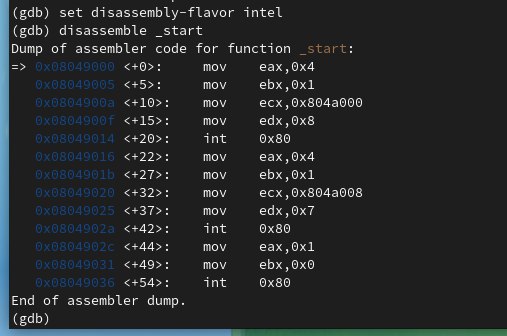 (gdb) set disassembly-flavor intel
(gdb) disassemble _start
Dump of assembler code for function _start:
=> 0x08049000 <+0>:     mov    eax,0x4
   0x08049005 <+5>:     mov    ebx,0x1
   0x0804900a <+10>:    mov    ecx,0x804a000
   0x0804900f <+15>:    mov    edx,0x8
   0x08049014 <+20>:    int    0x80
   0x08049016 <+22>:    mov    eax,0x4
   0x0804901b <+27>:    mov    ebx,0x1
   0x08049020 <+32>:    mov    ecx,0x804a008
   0x08049025 <+37>:    mov    edx,0x7
   0x0804902a <+42>:    int    0x80
   0x0804902c <+44>:    mov    eax,0x1
   0x08049031 <+49>:    mov    ebx,0x0
   0x08049036 <+54>:    int    0x80
End of assembler dump.
(gdb)